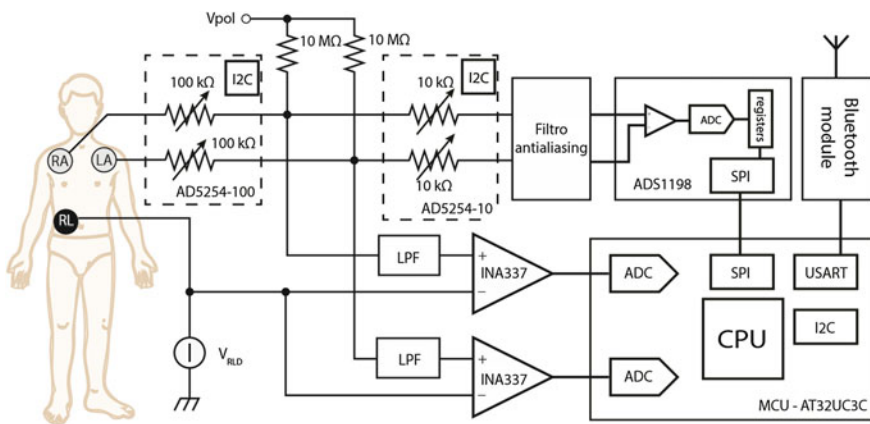 Vpol
10 MΩ
10 MΩ
100 kΩ
I2C
10 kΩ
I2C
100 kΩ
10 kΩ
AD5254-100
AD5254-10
Filtro
antialiasing
-
ADC
registers
SPI
ADS1198
Bluetooth
module
RA
LA
RL
LPF
+
−
INA337
ADC
SPI
USART
CPU
I2C
I
VRLD
LPF
+
−
INA337
ADC
MCU - AT32UC3C